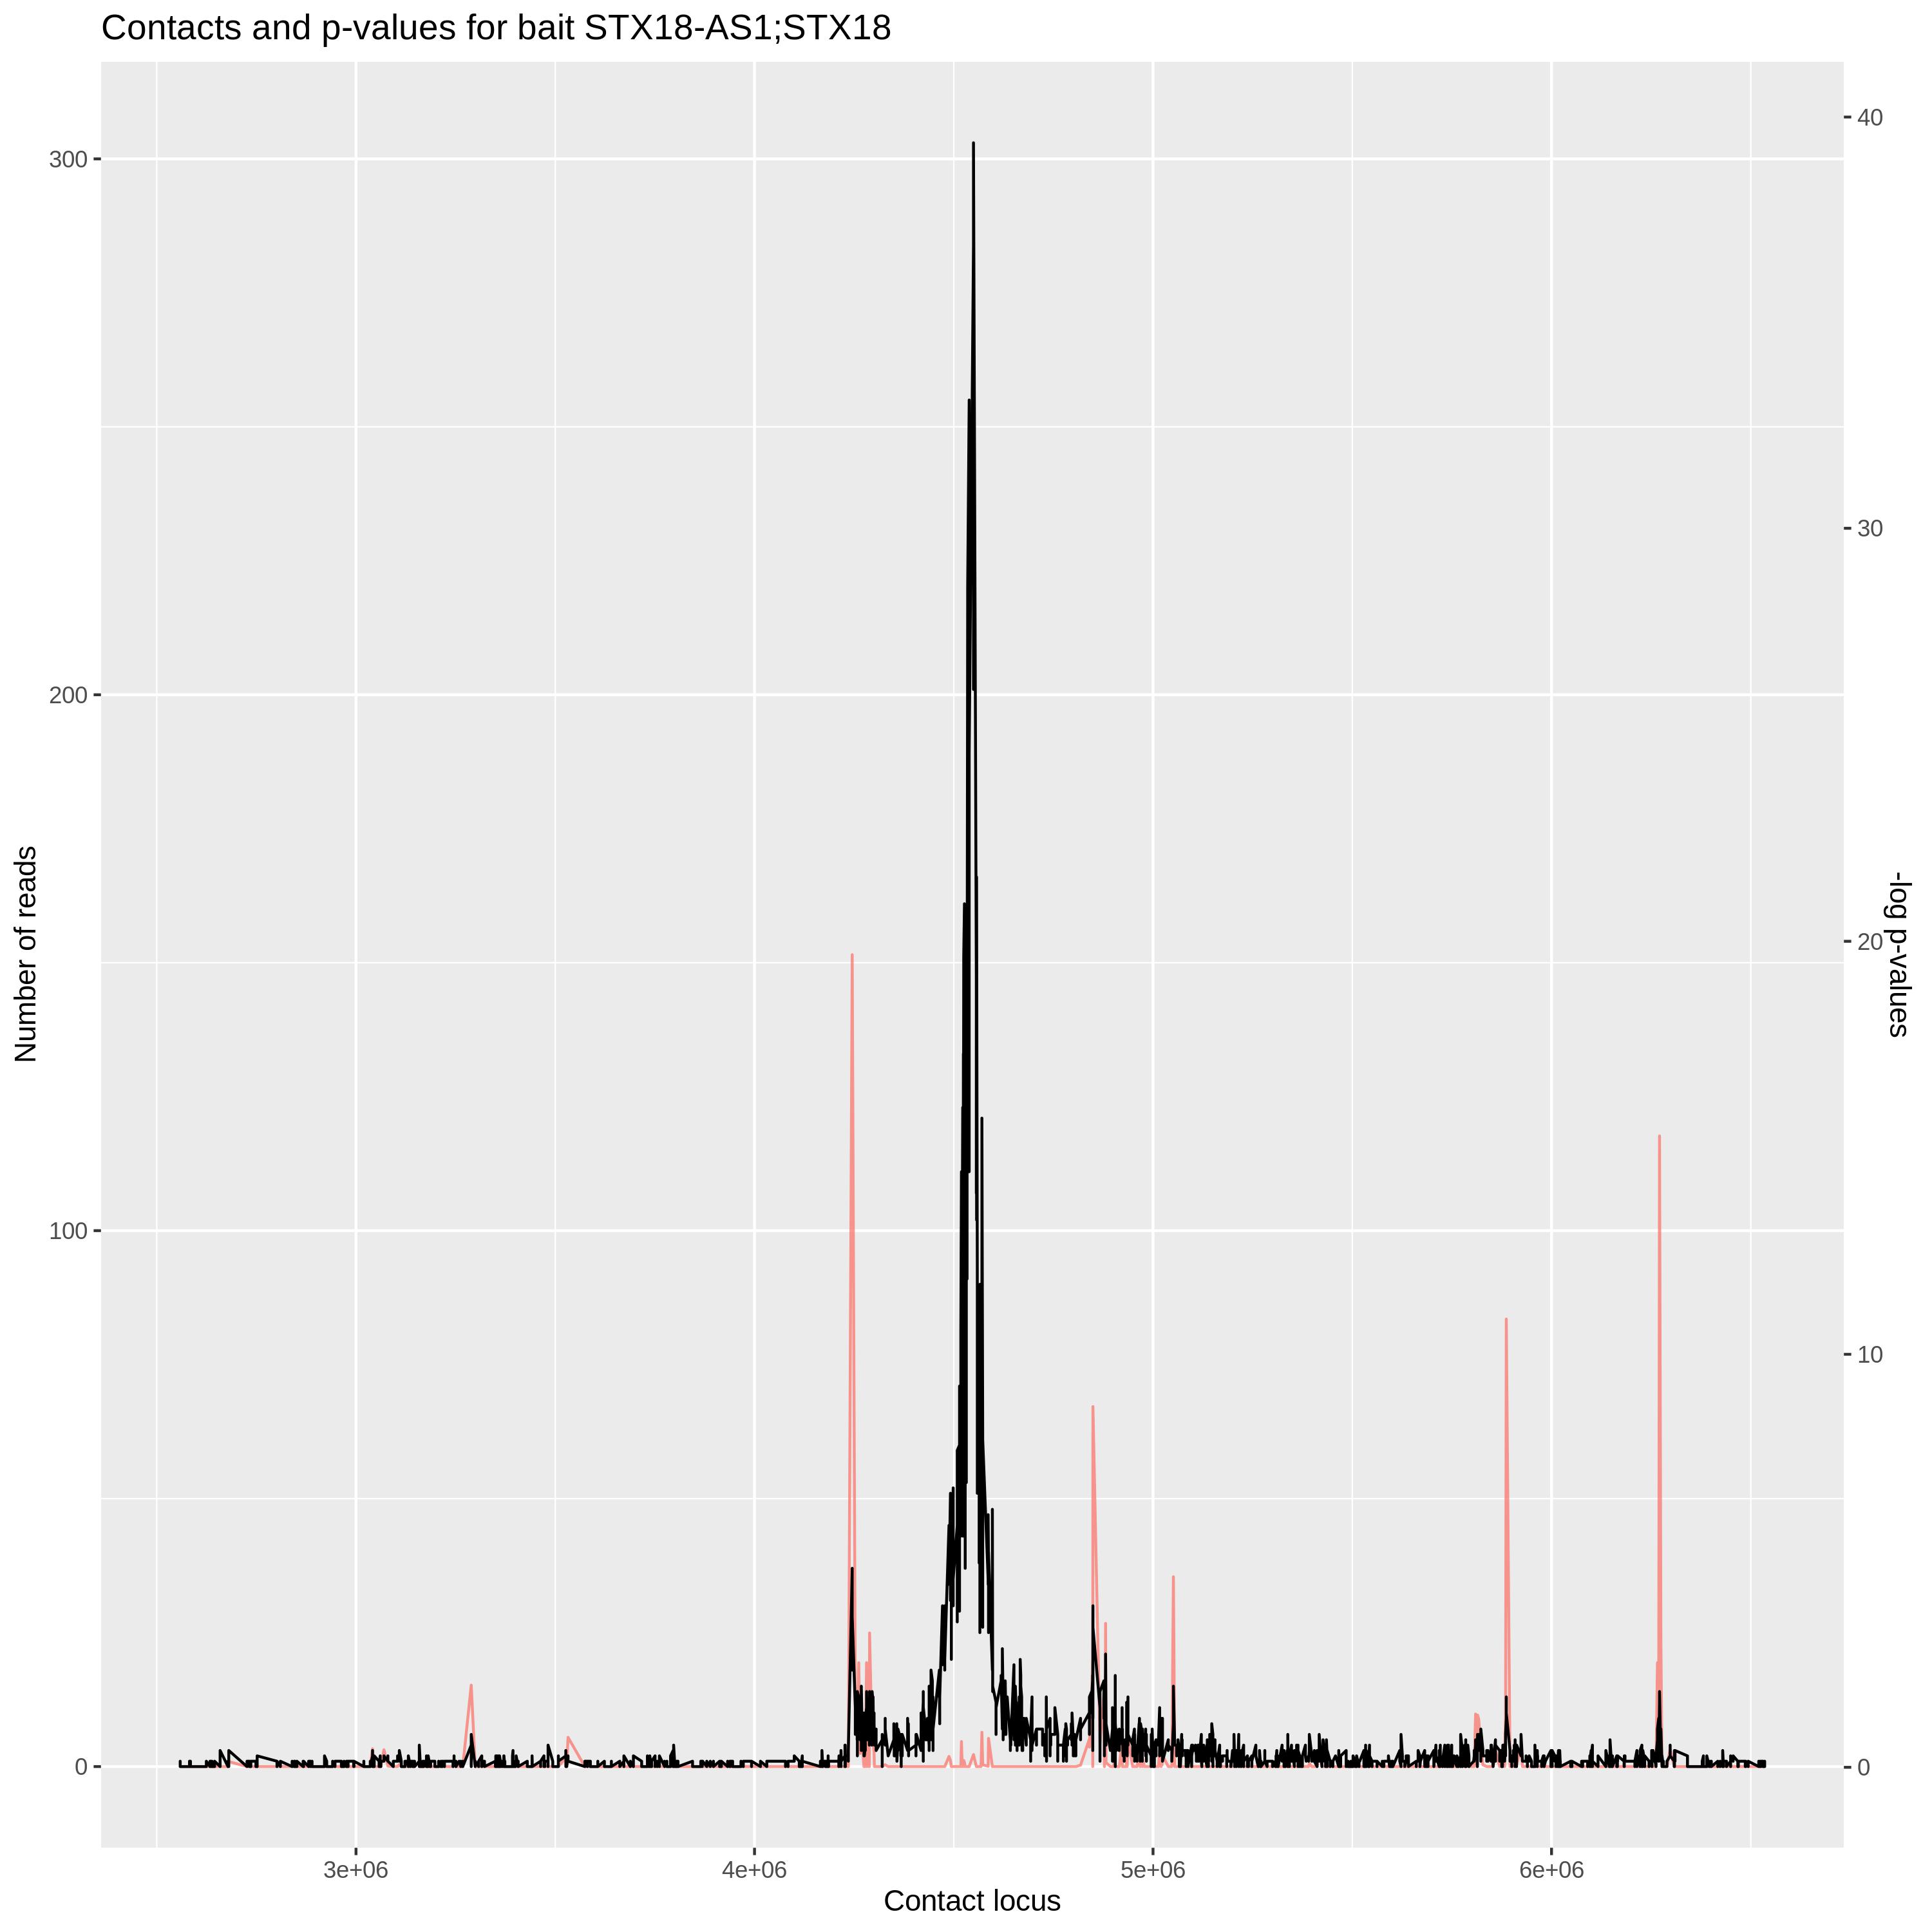 Contacts and p-values for bait STX18-AS1;STX18
300
200
100
0
40
30
20
10
0
Number of reads
-log p-values
3e+06
4e+06
5e+06
6e+06
Contact locus